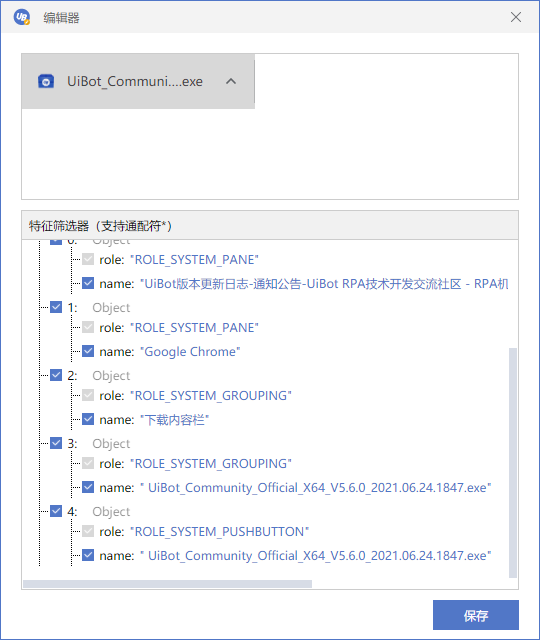 UB
编辑器
UiBot_Communi....exe
特征筛选器（支持通配符*）
0: Object
role: "ROLE_SYSTEM_PANE"
name: "UiBot版本更新日志-通知公告-UiBot RPA技术开发交流社区 - RPA机
1: Object
role: "ROLE_SYSTEM_PANE"
name: "Google Chrome"
2: Object
role: "ROLE_SYSTEM_GROUPING"
name: "下载内容栏"
3: Object
role: "ROLE_SYSTEM_GROUPING"
name: " UiBot_Community_Official_X64_V5.6.0_2021.06.24.1847.exe"
4: Object
role: "ROLE_SYSTEM_PUSHBUTTON"
name: " UiBot_Community_Official_X64_V5.6.0_2021.06.24.1847.exe"
保存